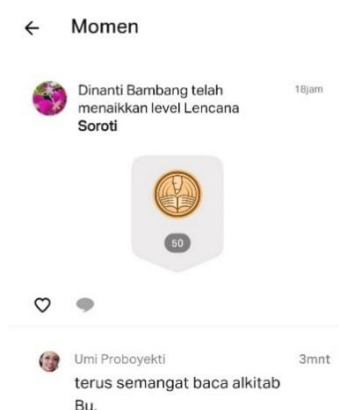 Momen
Dinanti Bambang telah
18jam
menaikkan level Lencana
Soroti
50
Umi Proboyekti
3mnt
terus semangat baca alkitab
Bu.